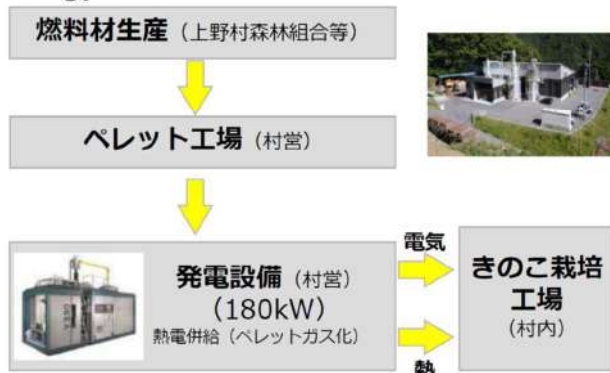 燃料材生産（上野村森林組合等）
ペレット工場（村営）
発電設備（村営）
（180kW）
熱電併給（ペレットガス化）
電気
熱
きのこ栽培
工場
（村内）